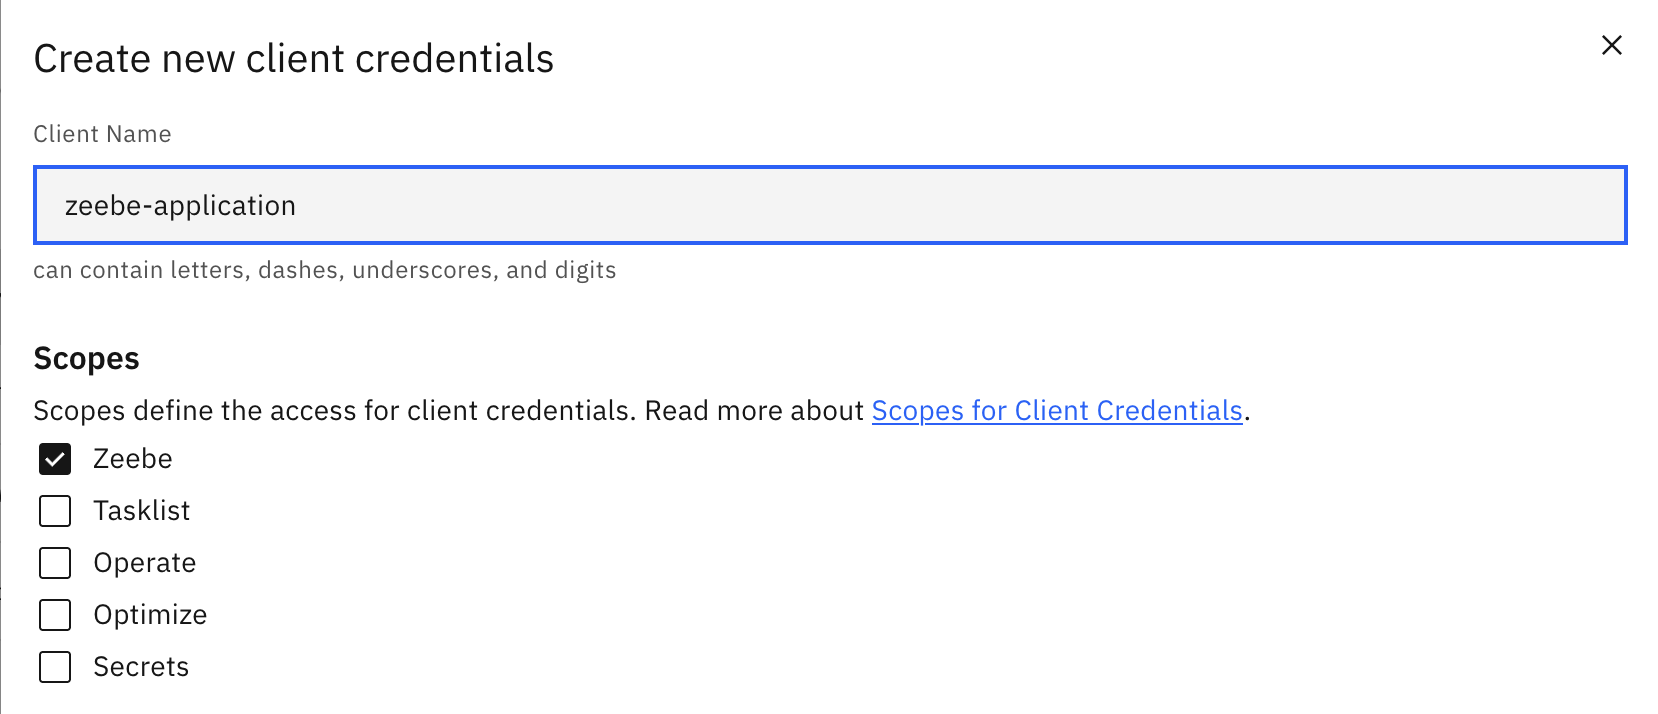 Create new client credentials
Client Name
zeebe-application
can contain letters, dashes, underscores, and digits
Scopes
Scopes define the access for client credentials. Read more about Scopes for Client Credentials.
Zeebe
Tasklist
Operate
Optimize
Secrets